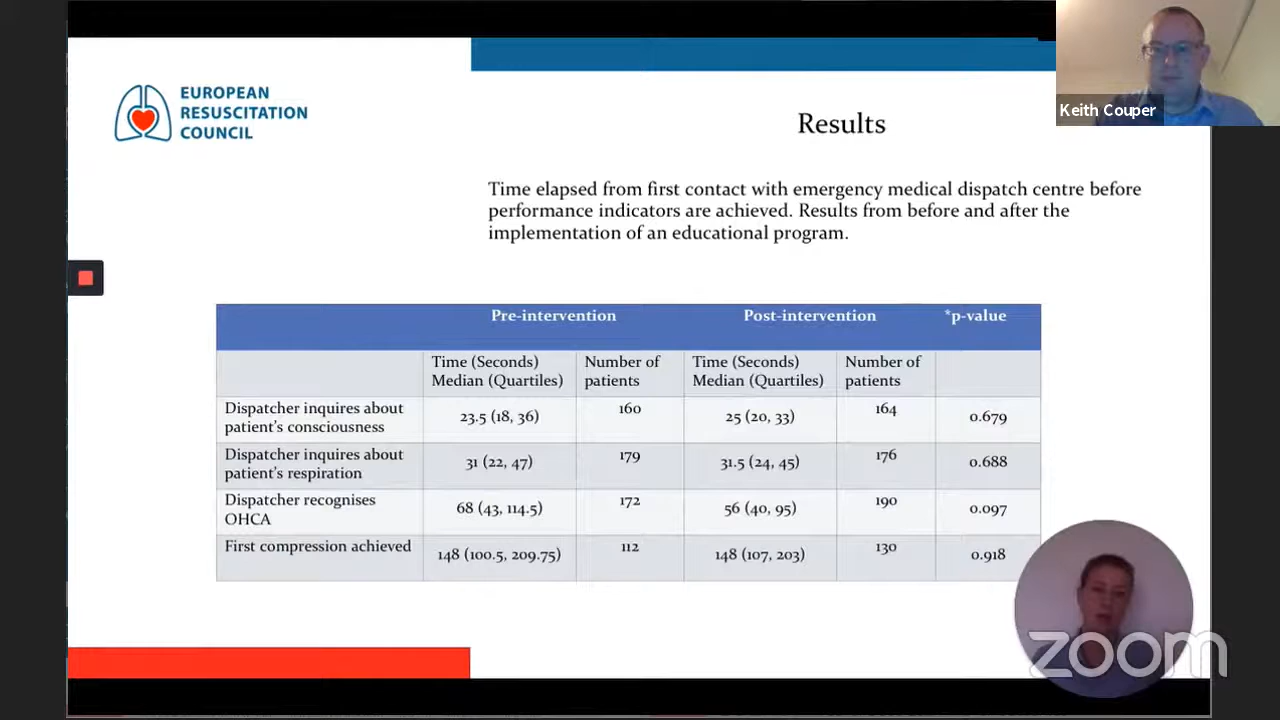 EUROPEAN
RESUSCITATION
COUNCIL
Keith Couper
Results
Time elapsed from first contact with emergency medical dispatch centre before
performance indicators are achieved. Results from before and after the
implementation of an educational program.
Pre-intervention Post-intervention *p-value
Time (Seconds) Number of Time (Seconds) Number of
Median (Quartiles) patients Median (Quartiles) patients
Dispatcher inquires about
patient's consciousness 23.5 (18, 36) 160 25 (20, 33) 164 0.679
Dispatcher inquires about
patient's respiration 31 (22, 47) 179 31.5 (24, 45) 176 0.688
Dispatcher recognises
OHCA 68 (43, 114.5) 172 56 (40, 95) 190 0.097
First compression achieved 148 (100.5, 209.75) 112 148 (107, 203) 130 0.918
zoom